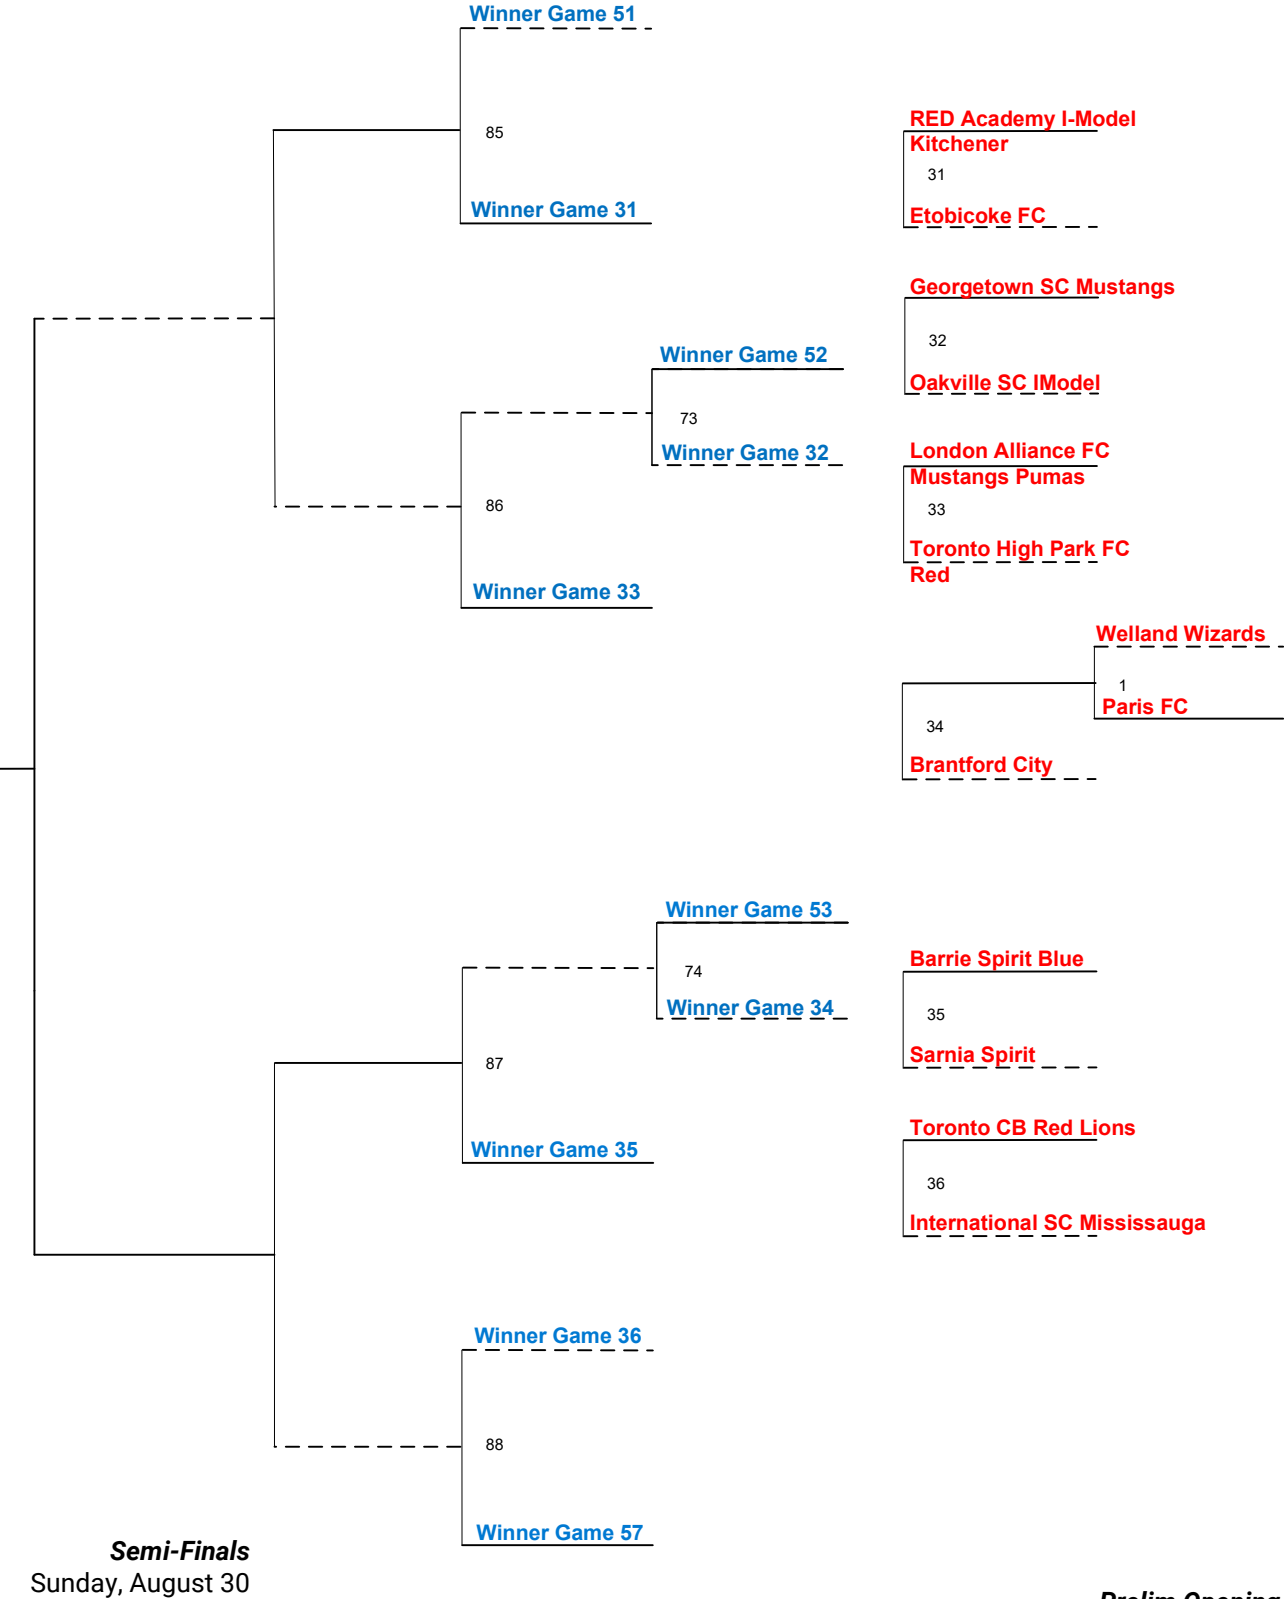 Winner Game 51
85
Winner Game 31
RED Academy I-Model
Kitchener
31
Etobicoke FC
Georgetown SC Mustangs
32
Oakville SC IModel
Winner Game 52
73
Winner Game 32
86
Winner Game 33
London Alliance FC
Mustangs Pumas
33
Toronto High Park FC
Red
Welland Wizards
1
Paris FC
34
Brantford City
Winner Game 53
74
Winner Game 34
87
Winner Game 35
Barrie Spirit Blue
35
Sarnia Spirit
Toronto CB Red Lions
36
International SC Mississauga
Winner Game 36
88
Winner Game 57
Semi-Finals
Sunday, August 30
Prelim Opening